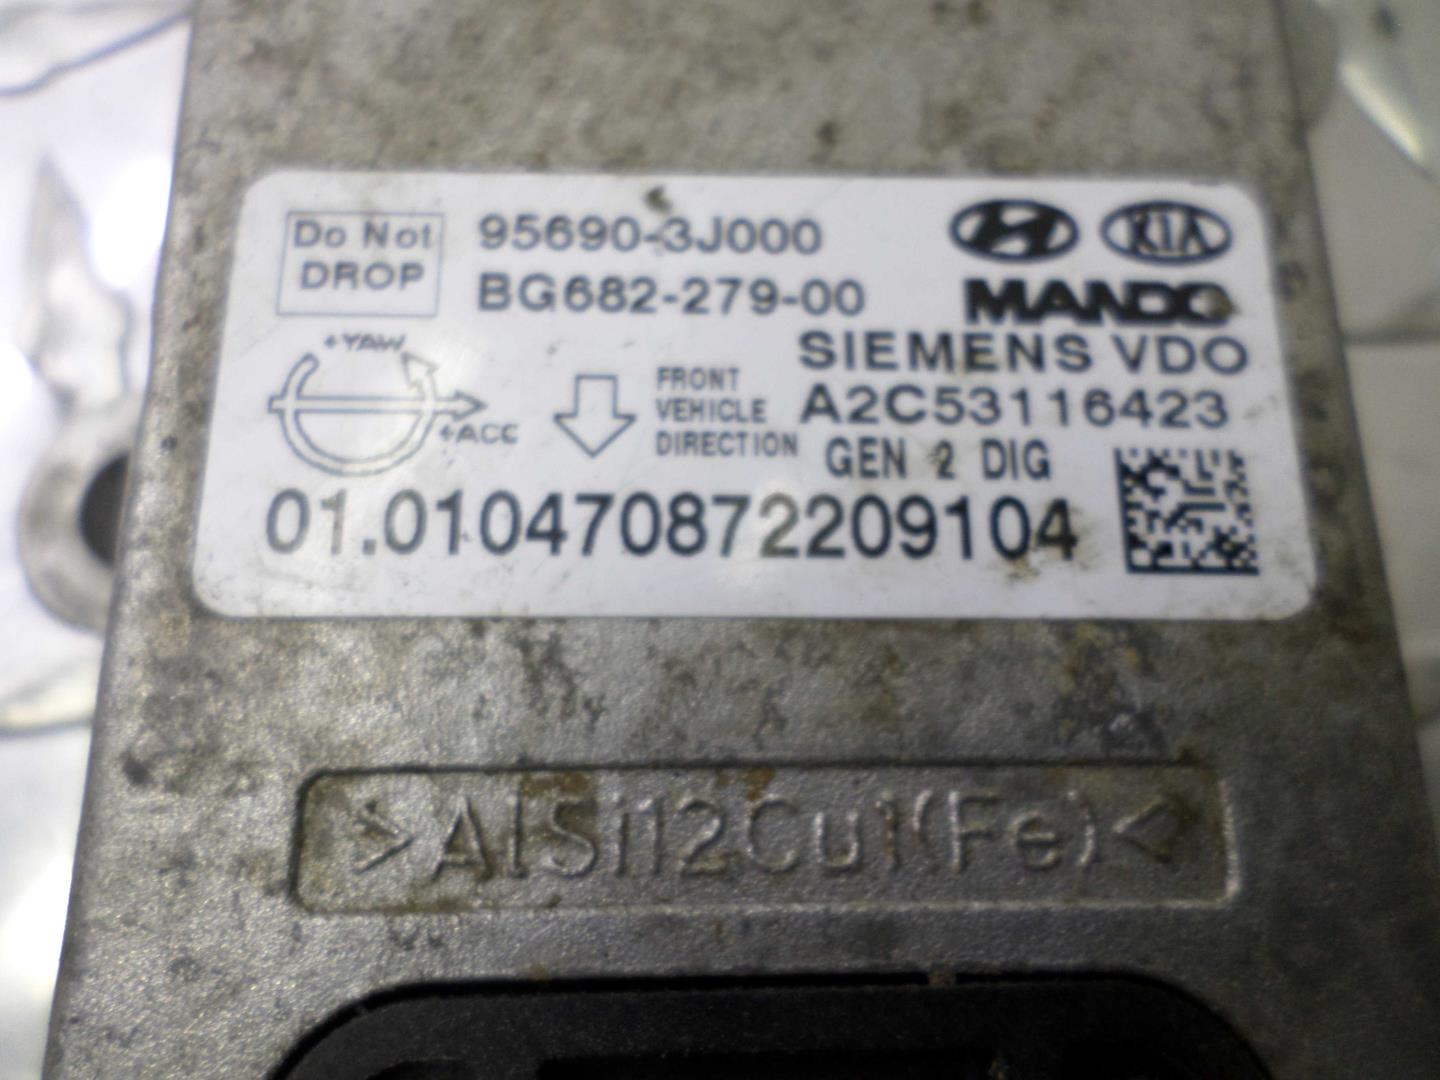 Do Not
DROP
95690-3J000
BG682-279-00
KIA
MANDO
SIEMENS VDO
A2C53116423
GEN 2 DIG
+YAW
+ACC
FRONT
VEHICLE
DIRECTION
01.010470872209104
>AlSi12Cu1(Fe)<